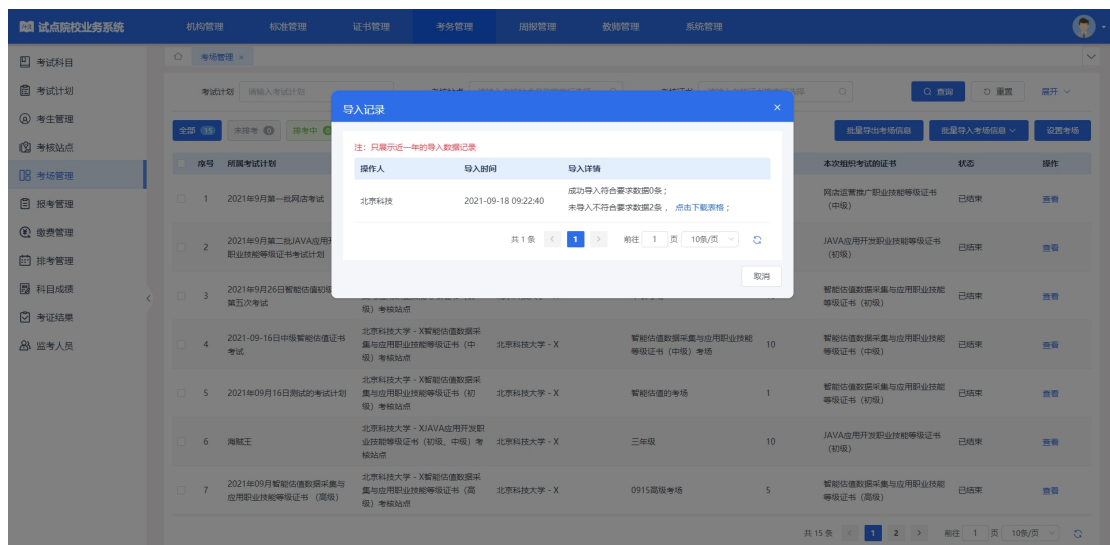 试点院校业务系统
机构管理 标准管理 证书管理 考务管理 周报管理 教师管理 系统管理
考试科目
考试计划
考生管理
考核站点
考场管理
报考管理
缴费管理
排考管理
科目成绩
考证结果
监考人员
考场管理 ×
考试计划 请输入考试计划
查询 重置 展开
全部 15 未排考 0 排考中
批量导出考场信息 批量导入考场信息 设置考场
导入记录 ×
注：只展示近一年的导入数据记录
操作人 导入时间 导入详情
北京科技 2021-09-18 09:22:40
成功导入符合要求数据0条；
未导入不符合要求数据2条， 点击下载表格；
共 1 条 < 1 > 前往 1 页 10条/页
取消
序号 所属考试计划 本次组织考试的证书 状态 操作
1 2021年9月第一批网店考试 网店运营推广职业技能等级证书
（中级） 已结束 查看
2 2021年9月第二批JAVA应用开
职业技能等级证书考试计划 JAVA应用开发职业技能等级证书
（初级） 已结束 查看
3 2021年9月26日智能估值初级
第五次考试
级）考核站点
智能估值数据采集与应用职业技能
等级证书（初级） 已结束 查看
4 2021-09-16日中级智能估值证书
考试
北京科技大学 - X智能估值数据采
集与应用职业技能等级证书（中
级）考核站点
北京科技大学 - X
智能估值数据采集与应用职业技能
等级证书（中级）考场
10
智能估值数据采集与应用职业技能
等级证书（中级） 已结束 查看
5 2021年09月16日测试的考试计划
北京科技大学 - X智能估值数据采
集与应用职业技能等级证书（初
级）考核站点
北京科技大学 - X 智能估值的考场 1
智能估值数据采集与应用职业技能
等级证书（初级） 已结束 查看
6 海贼王
北京科技大学 - XJAVA应用开发职
业技能等级证书（初级、中级）考
核站点
北京科技大学 - X 三年级 10
JAVA应用开发职业技能等级证书
（初级） 已结束 查看
7 2021年09月智能估值数据采集与
应用职业技能等级证书 （高级）
北京科技大学 - X智能估值数据采
集与应用职业技能等级证书（高
级）考核站点
北京科技大学 - X 0915高级考场 5
智能估值数据采集与应用职业技能
等级证书（高级） 已结束 查看
共 15 条 < 1 2 > 前往 1 页 10条/页